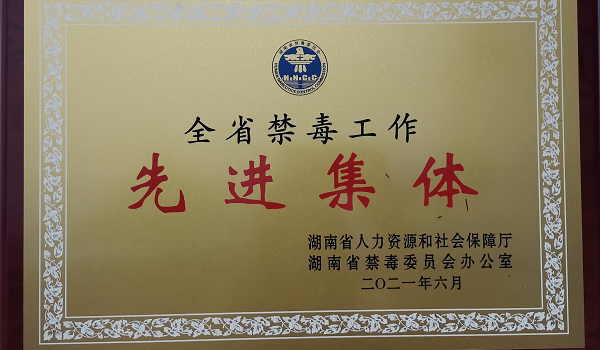 全省禁毒工作
先进集体
湖南省人力资源和社会保障厅
湖南省禁毒委员会办公室
二〇二一年六月